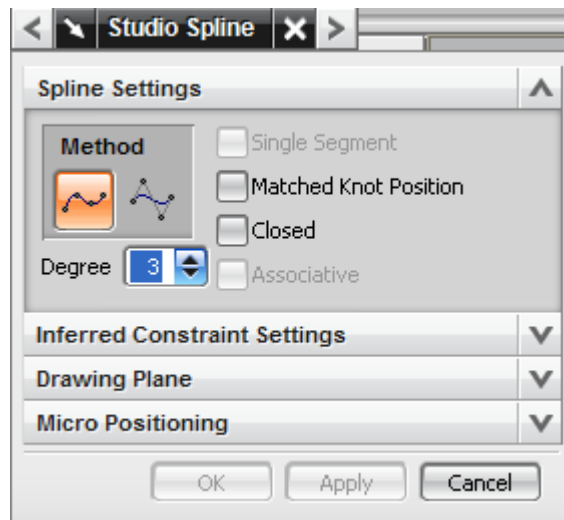 Studio Spline
Spline Settings
Method
Single Segment
Matched Knot Position
Closed
Degree 3
Associative
Inferred Constraint Settings
Drawing Plane
Micro Positioning
OK Apply Cancel